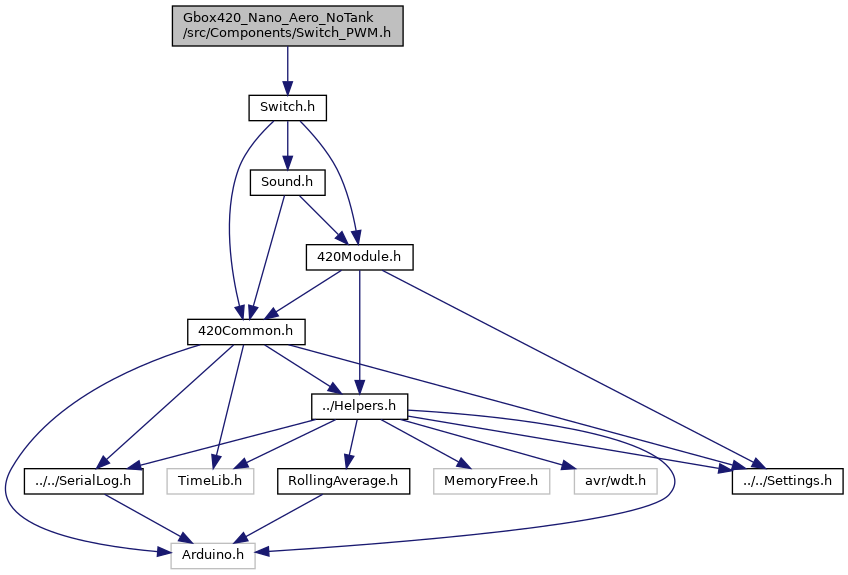 Gbox420_Nano_Aero_NoTank
/src/Components/Switch_PWM.h
Switch.h
Sound.h
420Module.h
420Common.h
../Helpers.h
../../SerialLog.h
TimeLib.h
RollingAverage.h
MemoryFree.h
avr/wdt.h
../../Settings.h
Arduino.h